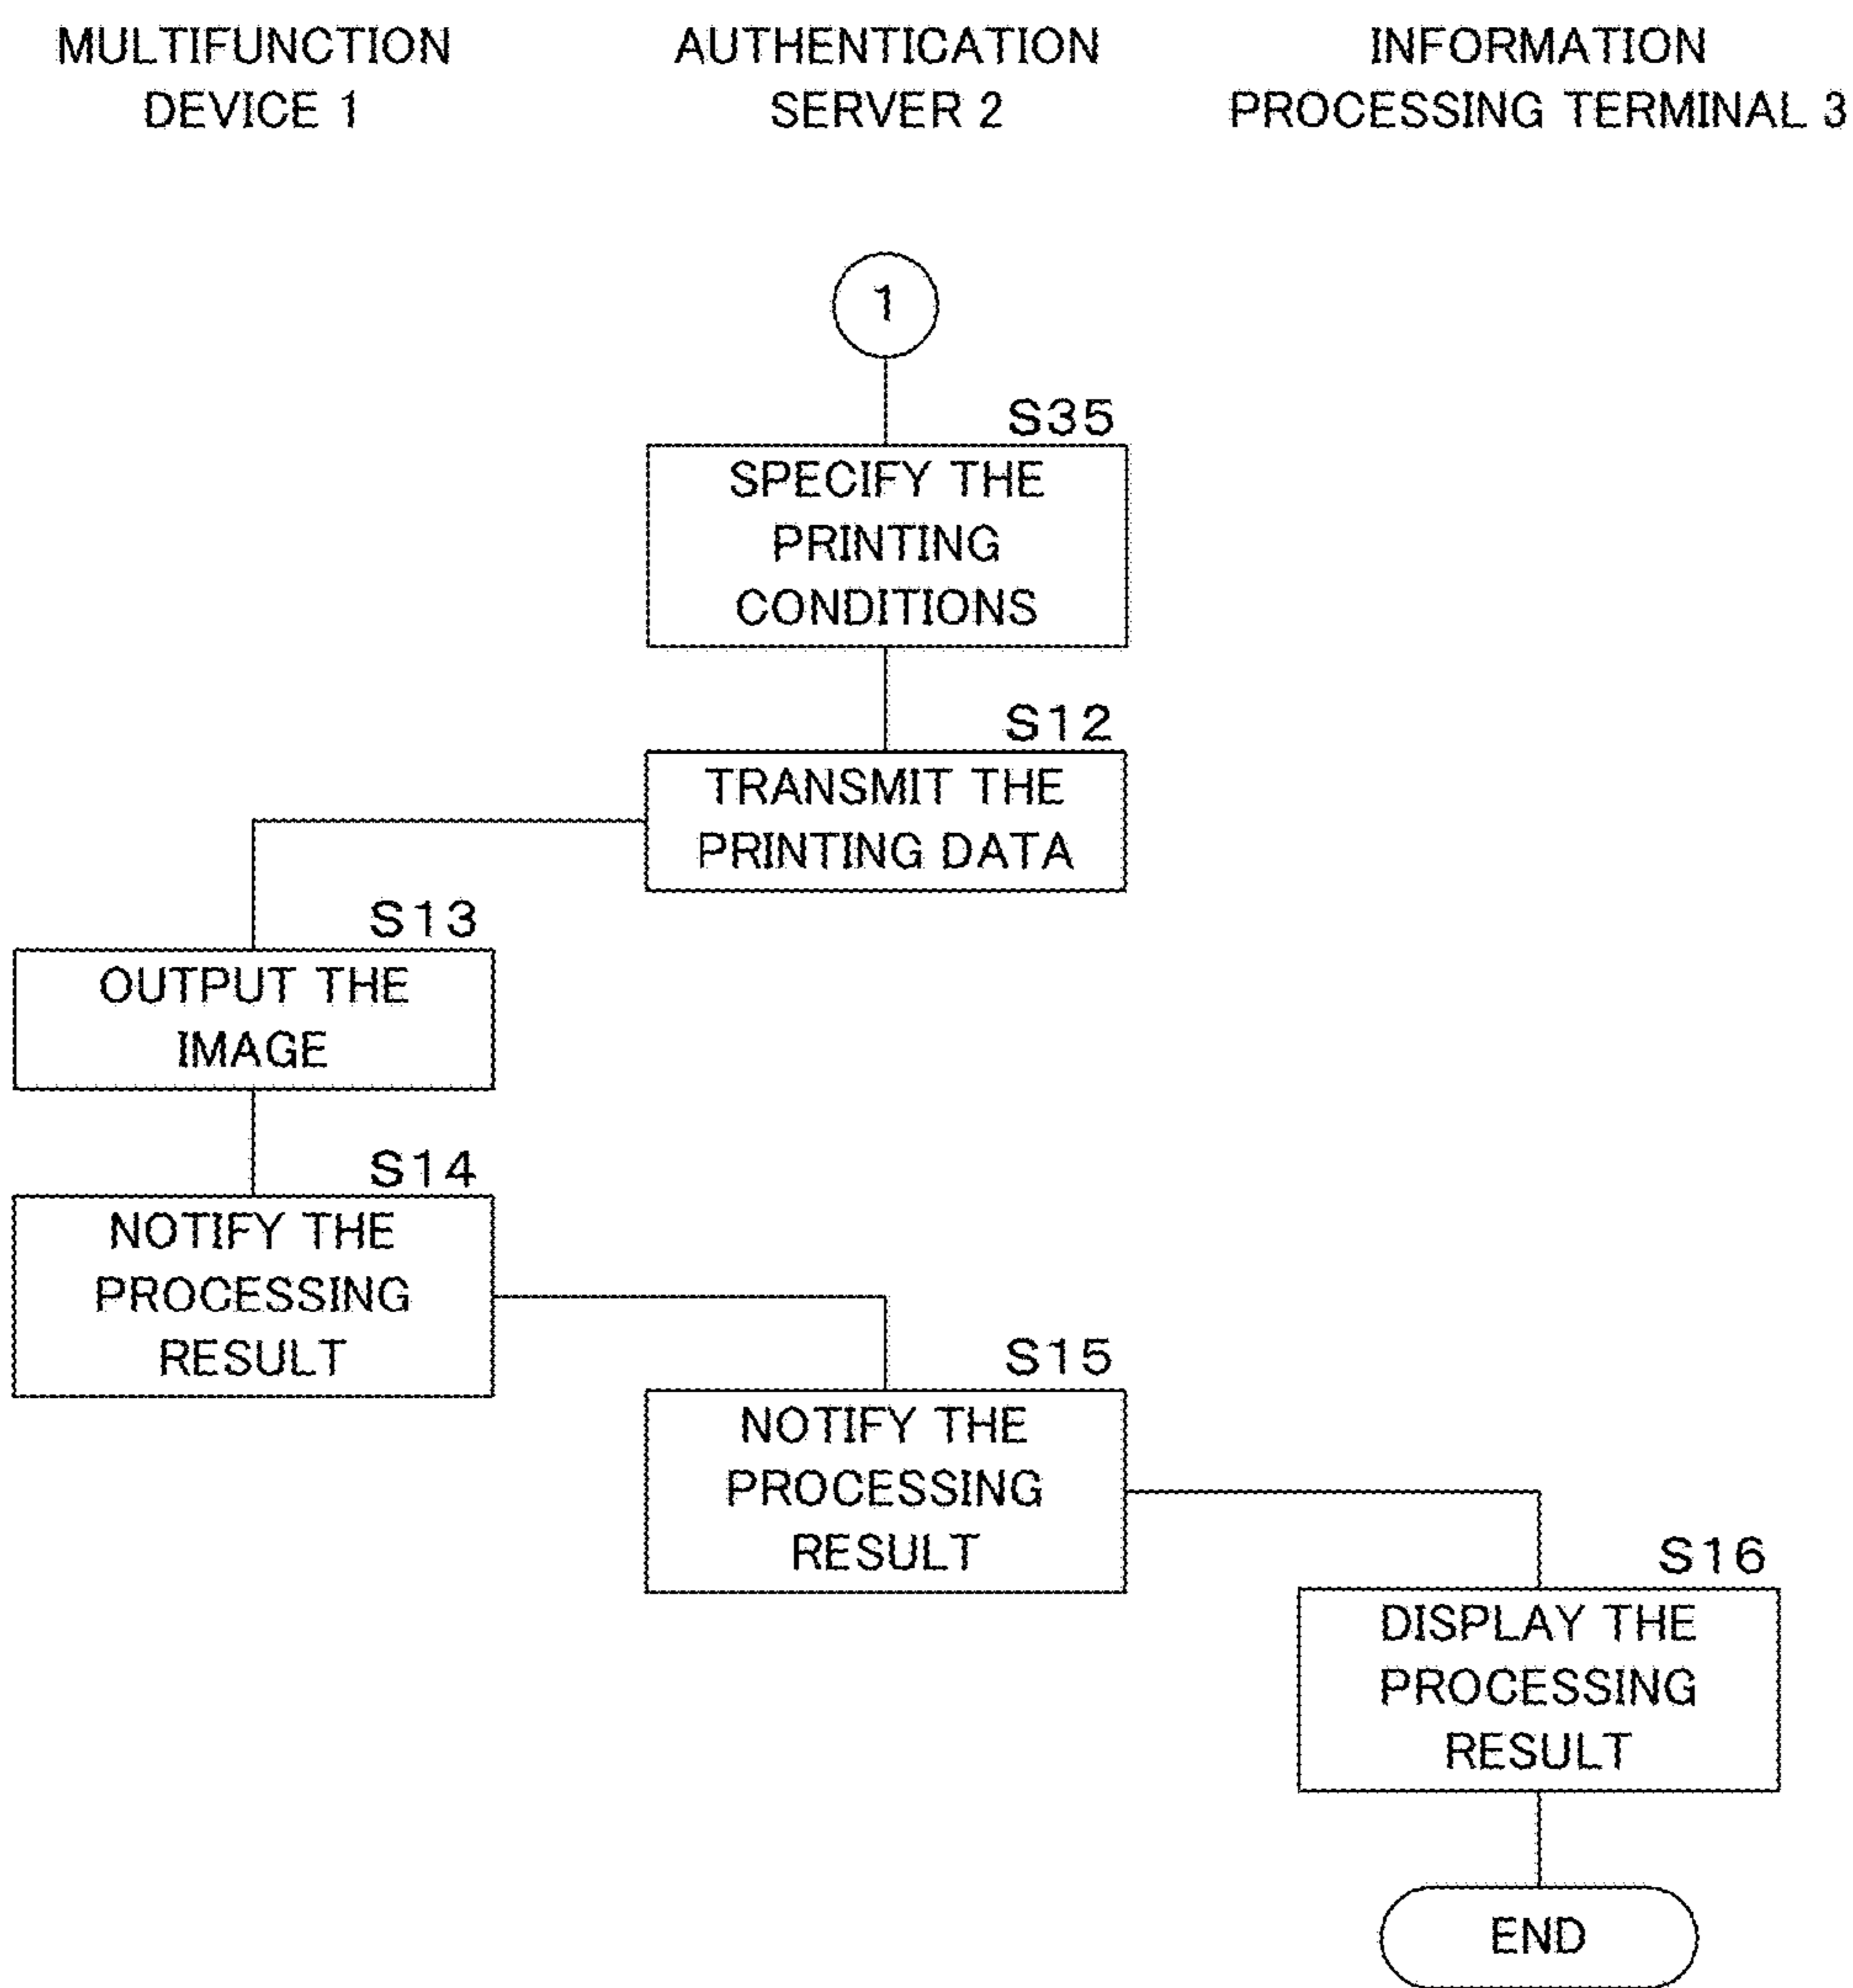 MULTIFUNCTION
DEVICE 1
AUTHENTICATION
SERVER 2
INFORMATION
PROCESSING TERMINAL 3
1
S35
SPECIFY THE
PRINTING
CONDITIONS
S12
TRANSMIT THE
PRINTING DATA
S13
OUTPUT THE
IMAGE
S14
NOTIFY THE
PROCESSING
RESULT
S15
NOTIFY THE
PROCESSING
RESULT
S16
DISPLAY THE
PROCESSING
RESULT
END